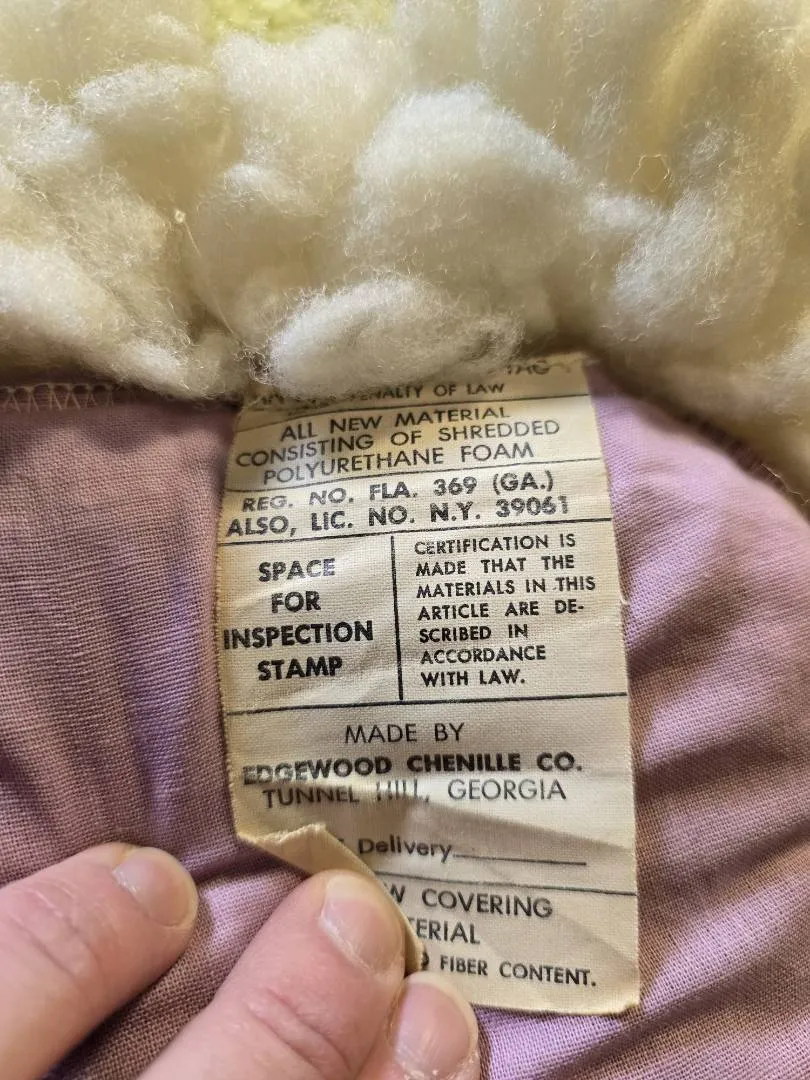 PENALTY OF LAW
ALL NEW MATERIAL
CONSISTING OF SHREDDED
POLYURETHANE FOAM
REG. NO. FLA. 369 (GA.)
ALSO, LIC. NO. N.Y. 39061
SPACE
FOR
INSPECTION
STAMP
CERTIFICATION IS
MADE THAT THE
MATERIALS IN THIS
ARTICLE ARE DE-
SCRIBED IN
ACCORDANCE
WITH LAW.
MADE BY
EDGEWOOD CHENILLE CO.
TUNNEL HILL, GEORGIA
Delivery
COVERING
ERIAL
FIBER CONTENT.